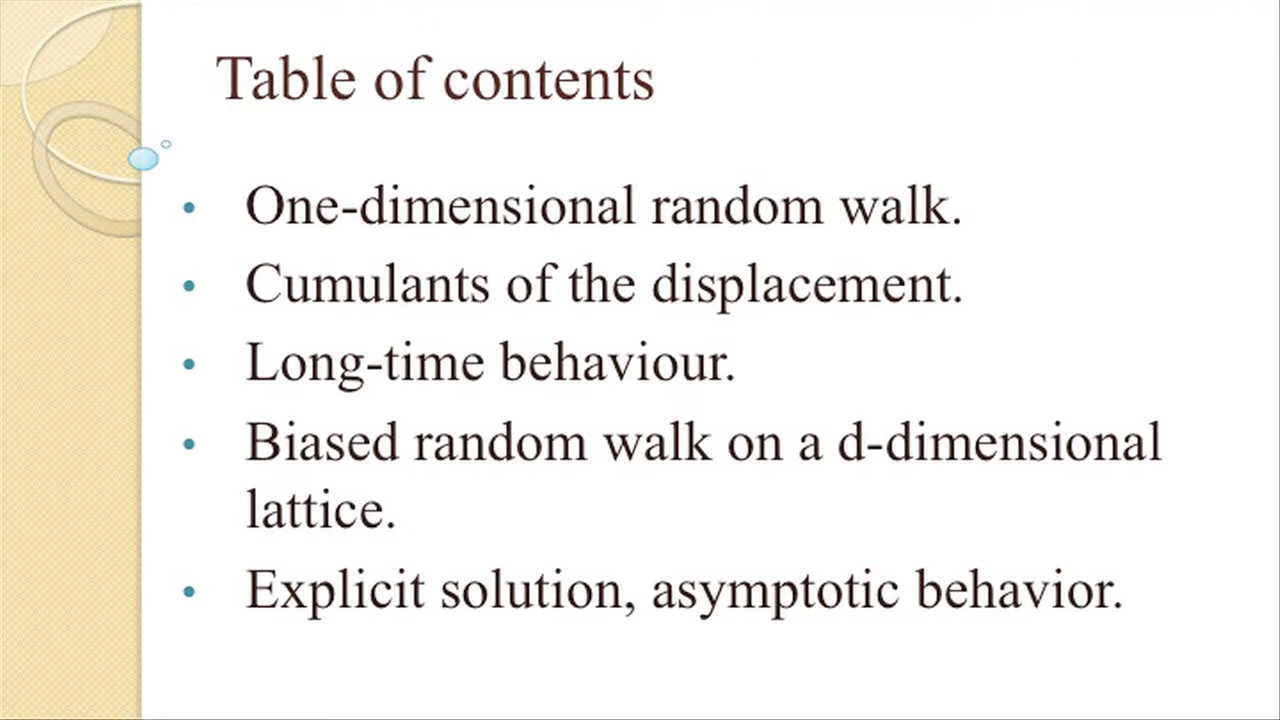 Table of contents
• One-dimensional random walk.
• Cumulants of the displacement.
• Long-time behaviour.
• Biased random walk on a d-dimensional
lattice.
• Explicit solution, asymptotic behavior.